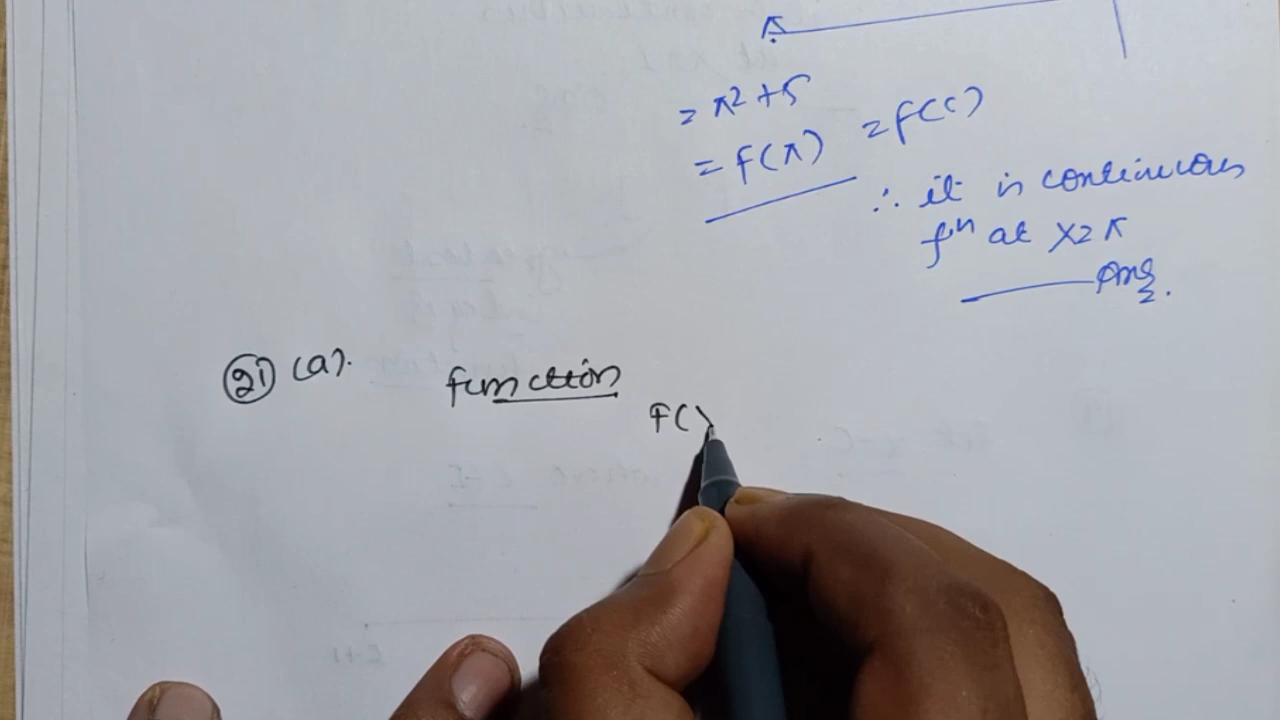 π
= π2 + 5
= f(π) = f(c)
∴ it is continuous
fn at x = π
Ans.
21) (a).
function
F(